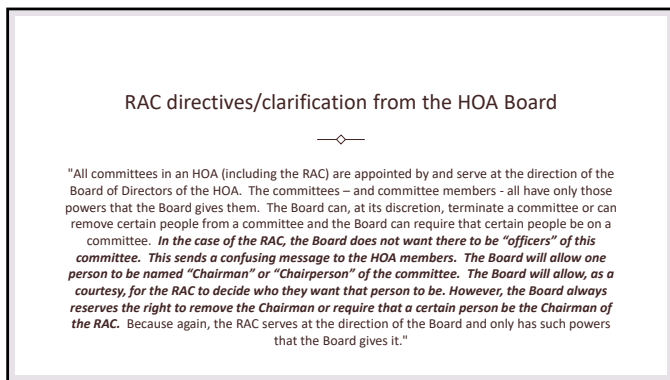 RAC directives/clarification from the HOA Board
"All committees in an HOA (including the RAC) are appointed by and serve at the direction of the
Board of Directors of the HOA.  The committees – and committee members - all have only those
powers that the Board gives them.  The Board can, at its discretion, terminate a committee or can
remove certain people from a committee and the Board can require that certain people be on a
committee.  In the case of the RAC, the Board does not want there to be “officers” of this
committee.  This sends a confusing message to the HOA members.  The Board will allow one
person to be named “Chairman” or “Chairperson” of the committee.  The Board will allow, as a
courtesy, for the RAC to decide who they want that person to be. However, the Board always
reserves the right to remove the Chairman or require that a certain person be the Chairman of
the RAC.  Because again, the RAC serves at the direction of the Board and only has such powers
that the Board gives it."